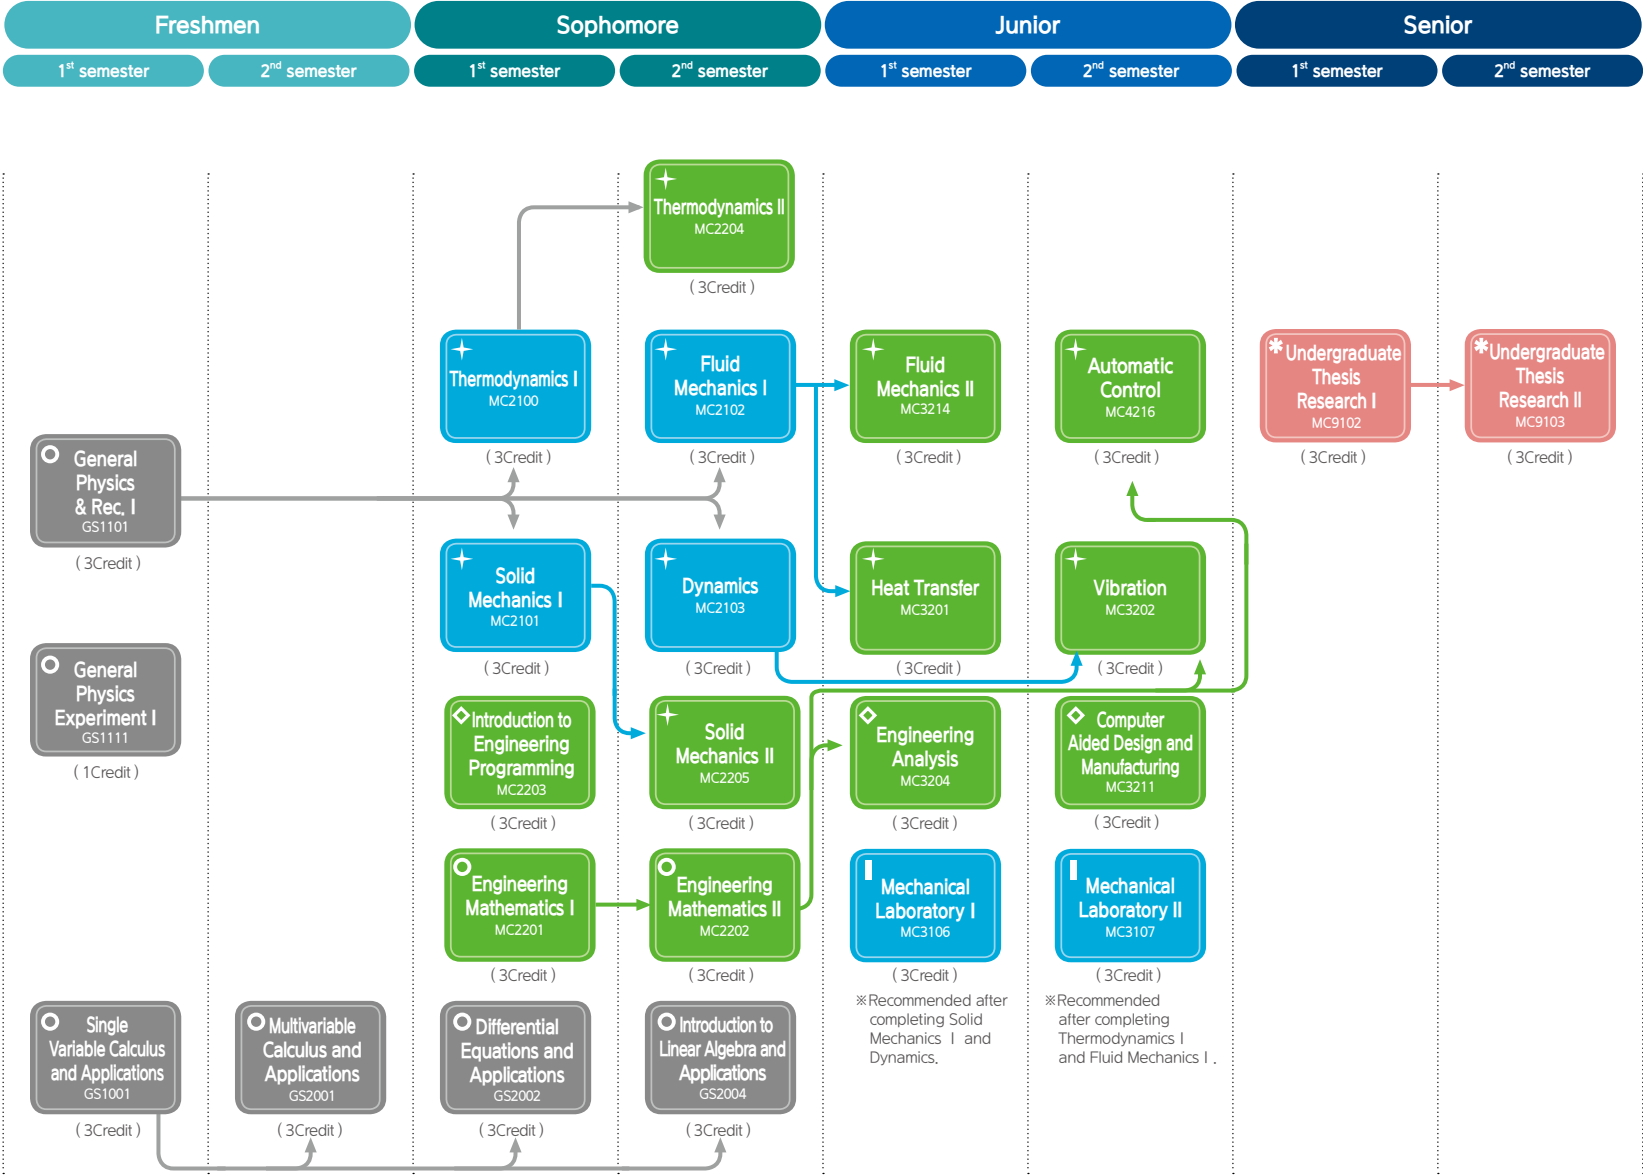 Freshmen
Sophomore
Junior
Senior
1st semester
2nd semester
1st semester
2nd semester
1st semester
2nd semester
1st semester
2nd semester
Thermodynamics II
MC2204
( 3Credit )
Thermodynamics I
MC2100
( 3Credit )
Fluid
Mechanics I
MC2102
( 3Credit )
Fluid
Mechanics II
MC3214
( 3Credit )
Automatic
Control
MC4216
( 3Credit )
Undergraduate
Thesis
Research I
MC9102
( 3Credit )
Undergraduate
Thesis
Research II
MC9103
( 3Credit )
General
Physics
& Rec. I
GS1101
( 3Credit )
Solid
Mechanics I
MC2101
( 3Credit )
Dynamics
MC2103
( 3Credit )
Heat Transfer
MC3201
( 3Credit )
Vibration
MC3202
( 3Credit )
General
Physics
Experiment I
GS1111
( 1Credit )
Introduction to
Engineering
Programming
MC2203
( 3Credit )
Solid
Mechanics II
MC2205
( 3Credit )
Engineering
Analysis
MC3204
( 3Credit )
Computer
Aided Design and
Manufacturing
MC3211
( 3Credit )
Engineering
Mathematics I
MC2201
( 3Credit )
Engineering
Mathematics II
MC2202
( 3Credit )
Mechanical
Laboratory I
MC3106
( 3Credit )
※Recommended after
completing Solid
Mechanics I and
Dynamics.
Mechanical
Laboratory II
MC3107
( 3Credit )
※Recommended
after completing
Thermodynamics I
and Fluid Mechanics I .
Single
Variable Calculus
and Applications
GS1001
( 3Credit )
Multivariable
Calculus and
Applications
GS2001
( 3Credit )
Differential
Equations and
Applications
GS2002
( 3Credit )
Introduction to
Linear Algebra and
Applications
GS2004
( 3Credit )